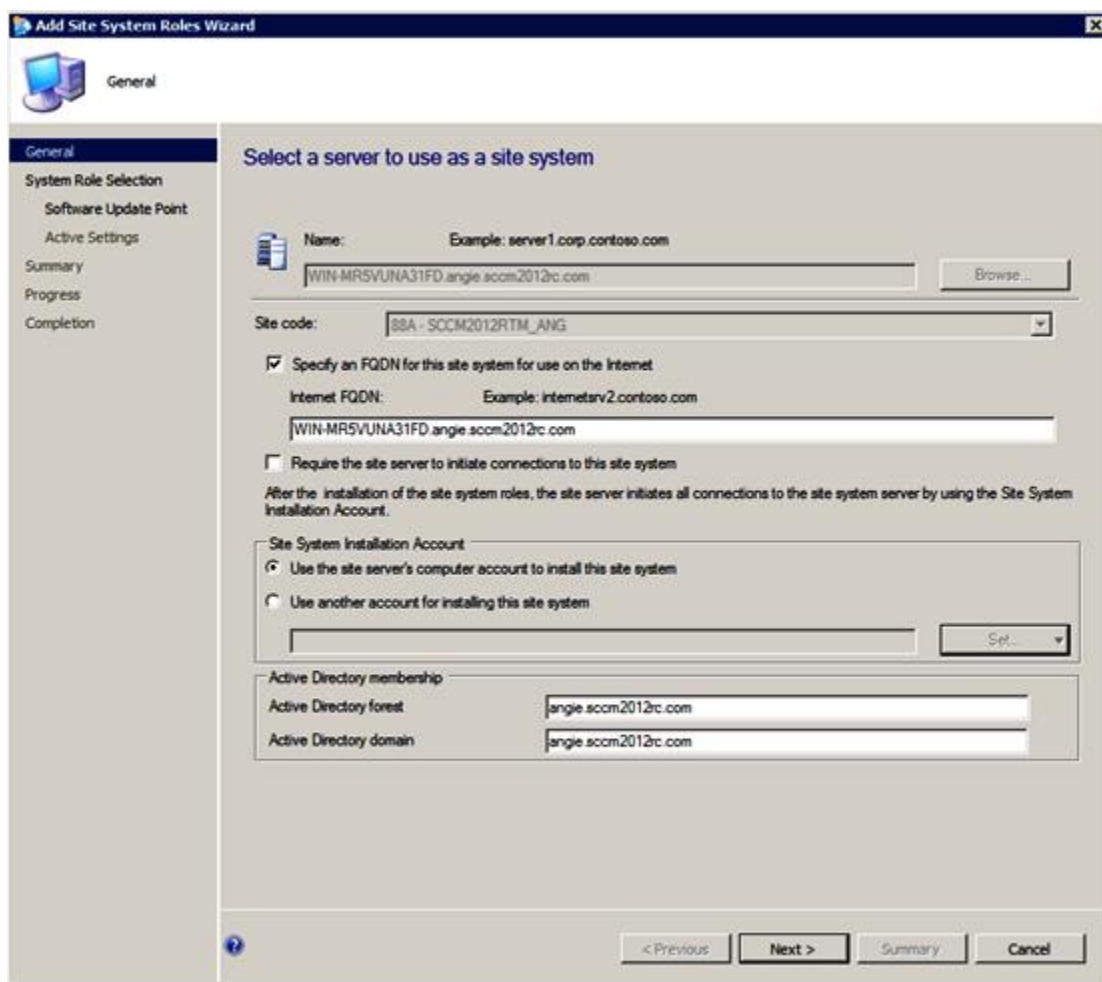 Add Site System Roles Wizard
General
General
System Role Selection
Software Update Point
Active Settings
Summary
Progress
Completion
Select a server to use as a site system
Name: Example: server1.corp.contoso.com
WIN-MR5VUNA31FD.angie.sccm2012rc.com
Browse...
Site code: 88A - SCCM2012RTM_ANG
Specify an FQDN for this site system for use on the Internet
Internet FQDN: Example: internetsrv2.contoso.com
WIN-MR5VUNA31FD.angie.sccm2012rc.com
Require the site server to initiate connections to this site system
After the installation of the site system roles, the site server initiates all connections to the site system server by using the Site System
Installation Account.
Site System Installation Account
Use the site server's computer account to install this site system
Use another account for installing this site system
Set...
Active Directory membership
Active Directory forest angie.sccm2012rc.com
Active Directory domain angie.sccm2012rc.com
< Previous Next > Summary Cancel